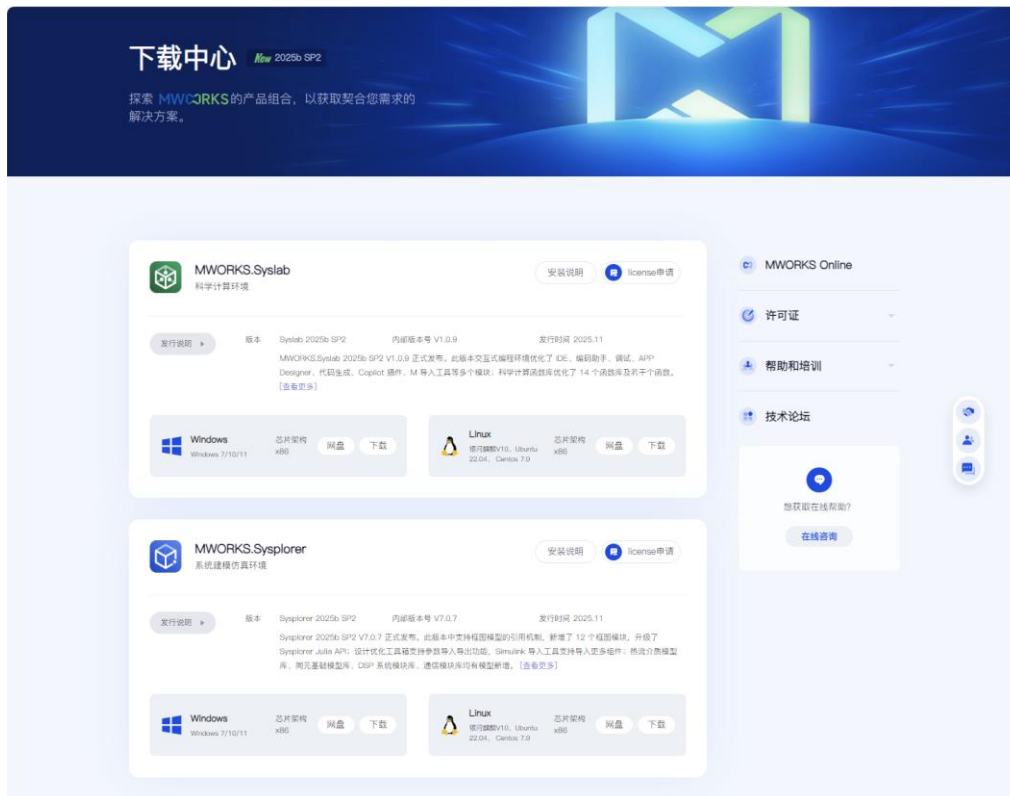 下载中心 New 2025b SP2
探索 MWORKS的产品组合，以获取契合您需求的
解决方案。
MWORKS.Syslab
科学计算环境
安装说明
license申请
发行说明
版本 Syslab 2025b SP2 内部版本号 V1.0.9 发行时间 2025.11
MWORKS.Syslab 2025b SP2 V1.0.9 正式发布。此版本交互式编程环境优化了 IDE、编码助手、调试、APP
Designer、代码生成、Copilot 插件、M 导入工具等多个模块；科学计算函数库优化了 14 个函数库及若干个函数。
[查看更多]
Windows
Windows 7/10/11
芯片架构
x86
网盘
下载
Linux
银河麒麟V10、Ubuntu
22.04、Centos 7.9
芯片架构
x86
网盘
下载
MWORKS.Sysplorer
系统建模仿真环境
安装说明
license申请
发行说明
版本 Sysplorer 2025b SP2 内部版本号 V7.0.7 发行时间 2025.11
Sysplorer 2025b SP2 V7.0.7 正式发布。此版本中支持框图模型的引用机制，新增了 12 个框图模块，升级了
Sysplorer Julia API；设计优化工具箱支持参数导入导出功能，Simulink 导入工具支持导入更多组件；热流介质模型
库、同元基础模型库、DSP 系统模块库、通信模块库均有模型新增。 [查看更多]
Windows
Windows 7/10/11
芯片架构
x86
网盘
下载
Linux
银河麒麟V10、Ubuntu
22.04、Centos 7.9
芯片架构
x86
网盘
下载
MWORKS Online
许可证
帮助和培训
技术论坛
想获取在线帮助?
在线咨询